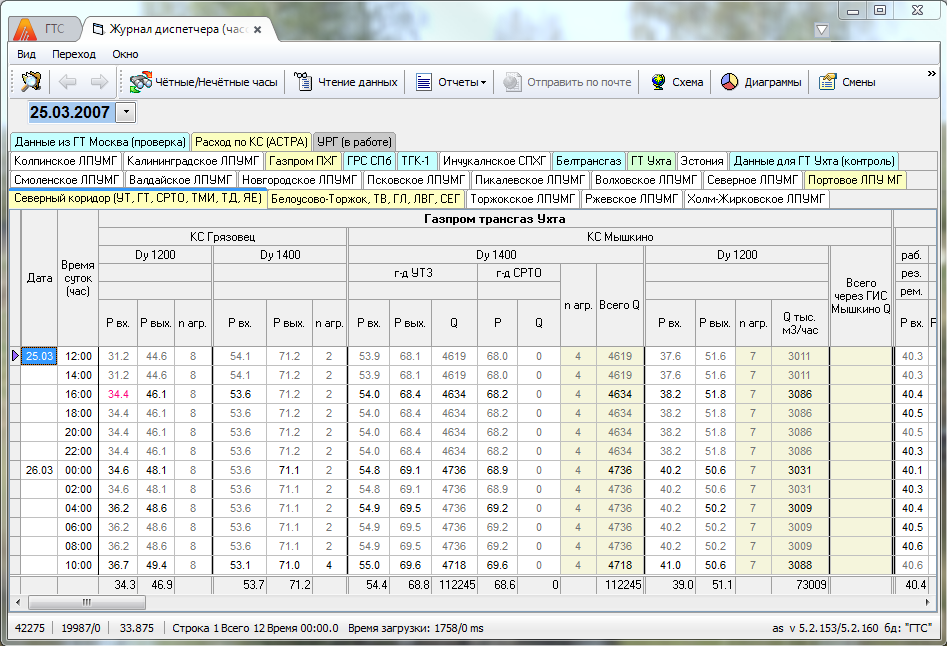 ГТС Журнал диспетчера (час
Вид Переход Окно
Чётные/Нечётные часы Чтение данных Отчеты Отправить по почте Схема Диаграммы Смены »
25.03.2007
Данные из ГТ Москва (проверка) Расход по КС (АСТРА) УРГ (в работе)
Колпинское ЛПУМГ Калининградское ЛПУМГ Газпром ПХГ ГРС СПб ТГК-1 Инчукалнское СПХГ Белтрансгаз ГТ Ухта Эстония Данные для ГТ Ухта (контроль)
Смоленское ЛПУМГ Валдайское ЛПУМГ Новгородское ЛПУМГ Псковское ЛПУМГ Пикалевское ЛПУМГ Волховское ЛПУМГ Северное ЛПУМГ Портовое ЛПУ МГ
Северный коридор (УТ, ГТ, СРТО, ТМИ, ТД, ЯЕ) Белоусово-Торжок, ТВ, ГЛ, ЛВГ, СЕГ Торжокское ЛПУМГ Ржевское ЛПУМГ Холм-Жирковское ЛПУМГ
Газпром трансгаз Ухта
КС Грязовец КС Мышкино
Dy 1200 Dy 1400 Dy 1400 Dy 1200 раб.
г-д УТЗ г-д СРТО рез.
Дата Время суток (час) n агр. Всего Q Всего через ГИС Мышкино Q рем.
Р вх. Р вых. n агр. Р вх. Р вых. n агр. Р вх. Р вых. Q Р Q Р вх. Р вых. n агр. Q тыс. м3/час Р вх.
25.03 12:00 31.2 44.6 8 54.1 71.2 2 53.9 68.1 4619 68.0 0 4 4619 37.6 51.6 7 3011 40.3
14:00 31.2 44.6 8 54.1 71.2 2 53.9 68.1 4619 68.0 0 4 4619 37.6 51.6 7 3011 40.3
16:00 34.4 46.1 8 53.6 71.2 2 54.0 68.4 4634 68.2 0 4 4634 38.2 51.8 7 3086 40.4
18:00 34.4 46.1 8 53.6 71.2 2 54.0 68.4 4634 68.2 0 4 4634 38.2 51.8 7 3086 40.5
20:00 34.4 46.1 8 53.6 71.2 2 54.0 68.4 4634 68.2 0 4 4634 38.2 51.8 7 3086 40.5
22:00 34.4 46.1 8 53.6 71.2 2 54.0 68.4 4634 68.2 0 4 4634 38.2 51.8 7 3086 40.3
26.03 00:00 34.6 48.1 8 53.6 71.1 2 54.8 69.1 4736 68.9 0 4 4736 40.2 50.6 7 3031 40.1
02:00 34.6 48.1 8 53.6 71.1 2 54.8 69.1 4736 68.9 0 4 4736 40.2 50.6 7 3031 40.3
04:00 36.2 48.6 8 53.6 71.1 2 54.9 69.5 4736 69.2 0 4 4736 40.2 50.2 7 3009 40.4
06:00 36.2 48.6 8 53.6 71.1 2 54.9 69.5 4736 69.2 0 4 4736 40.2 50.2 7 3009 40.5
08:00 36.2 48.6 8 53.6 71.1 2 54.9 69.5 4736 69.2 0 4 4736 40.2 50.2 7 3009 40.6
10:00 36.7 49.4 8 53.1 71.0 4 55.0 69.6 4718 69.6 0 4 4718 41.0 50.6 7 3088 40.6
34.3 46.9 53.7 71.2 54.4 68.8 112245 68.6 0 112245 39.0 51.1 73009 40.4
42275 19987/0 33.875 Строка 1 Всего 12 Время 00:00.0 Время загрузки: 1758/0 ms as v 5.2.153/5.2.160 бд: "ГТС"